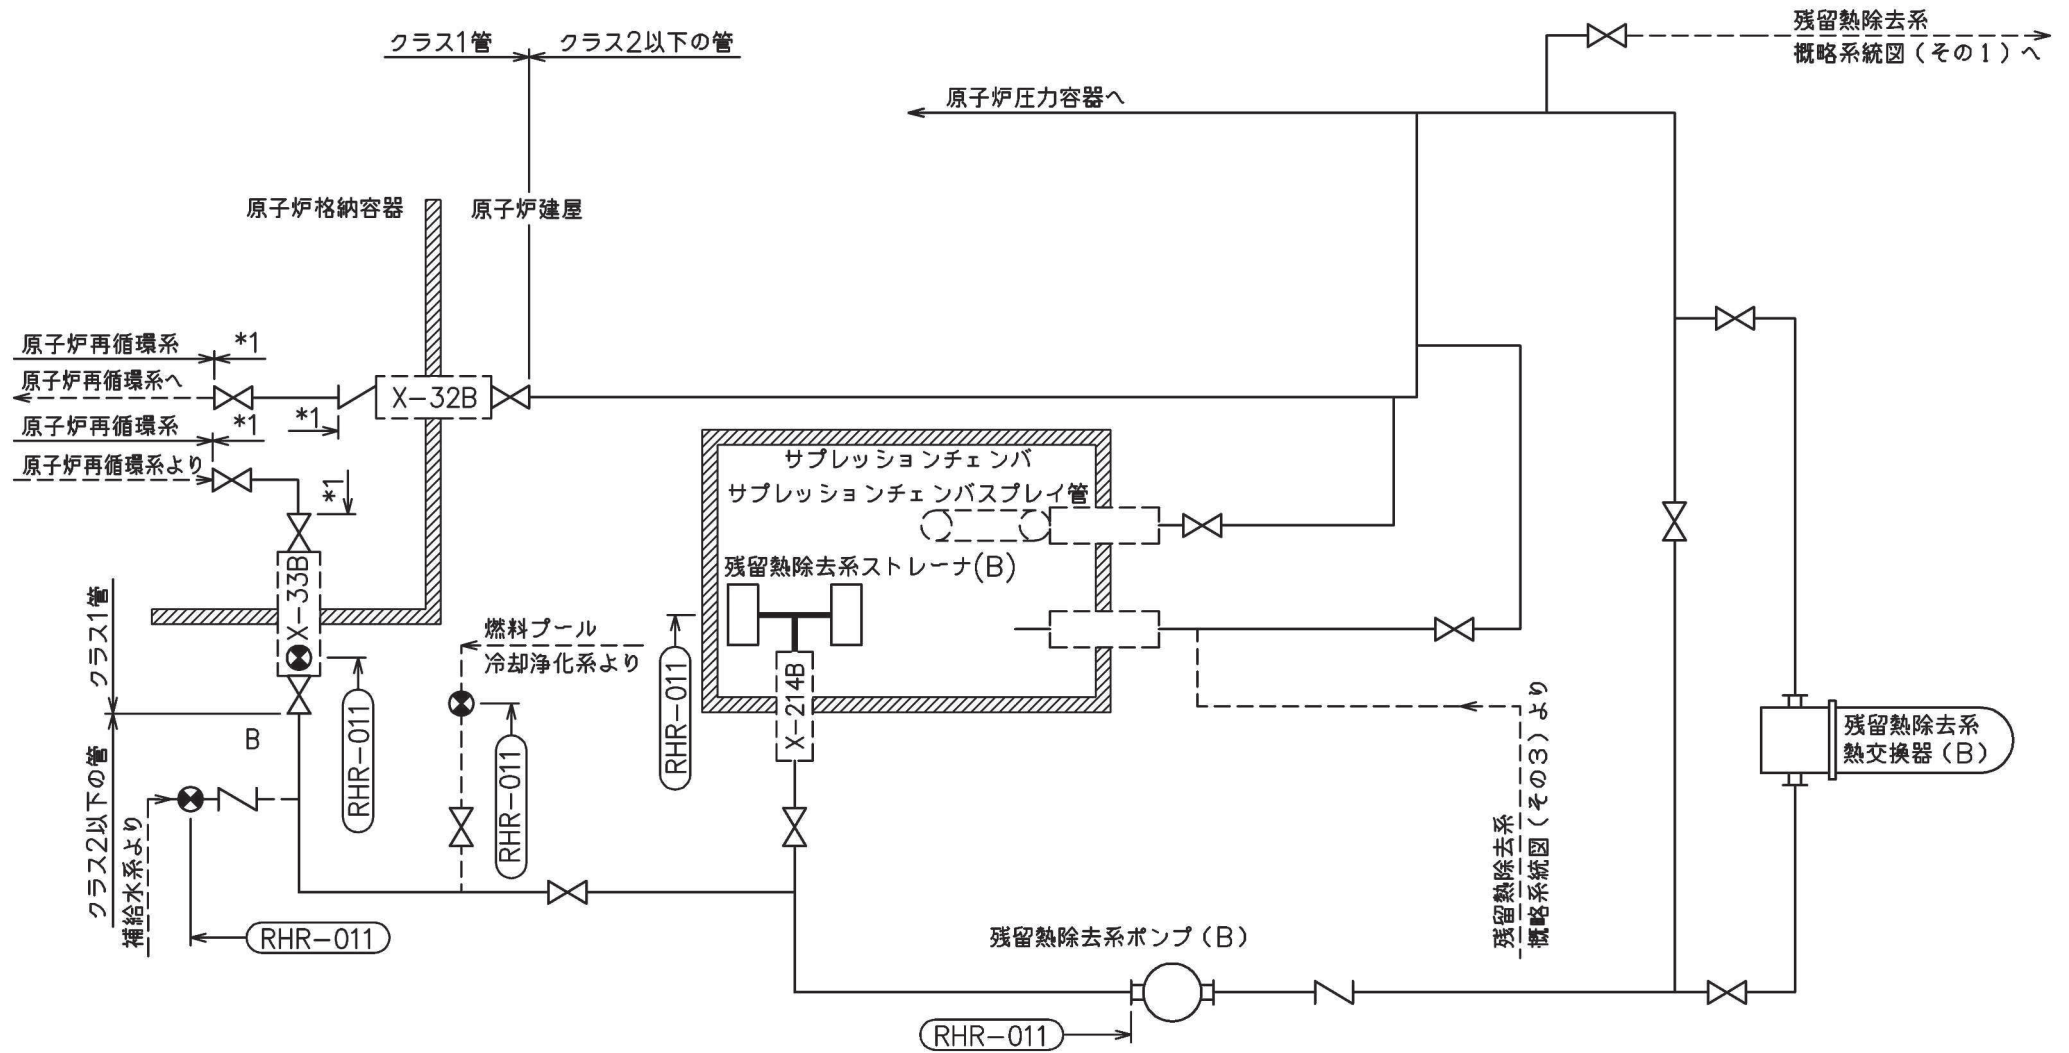 残留熱除去系
概略系統図(その1)へ
クラス1管
クラス2以下の管
原子炉圧力容器へ
原子炉格納容器
原子炉建屋
原子炉再循環系
*1
原子炉再循環系へ
X-32B
*1
原子炉再循環系
*1
原子炉再循環系より
*1
サプレッションチェンバ
サプレッションチェンバスプレイ管
残留熱除去系ストレーナ(B)
X-33B
クラス1管
クラス2以下の管
燃料プール
冷却浄化系より
RHR-011
RHR-011
RHR-011
X-214B
B
補給水系より
RHR-011
残留熱除去系
概略系統図(その3)より
残留熱除去系
熱交換器(B)
残留熱除去系ポンプ(B)
RHR-011